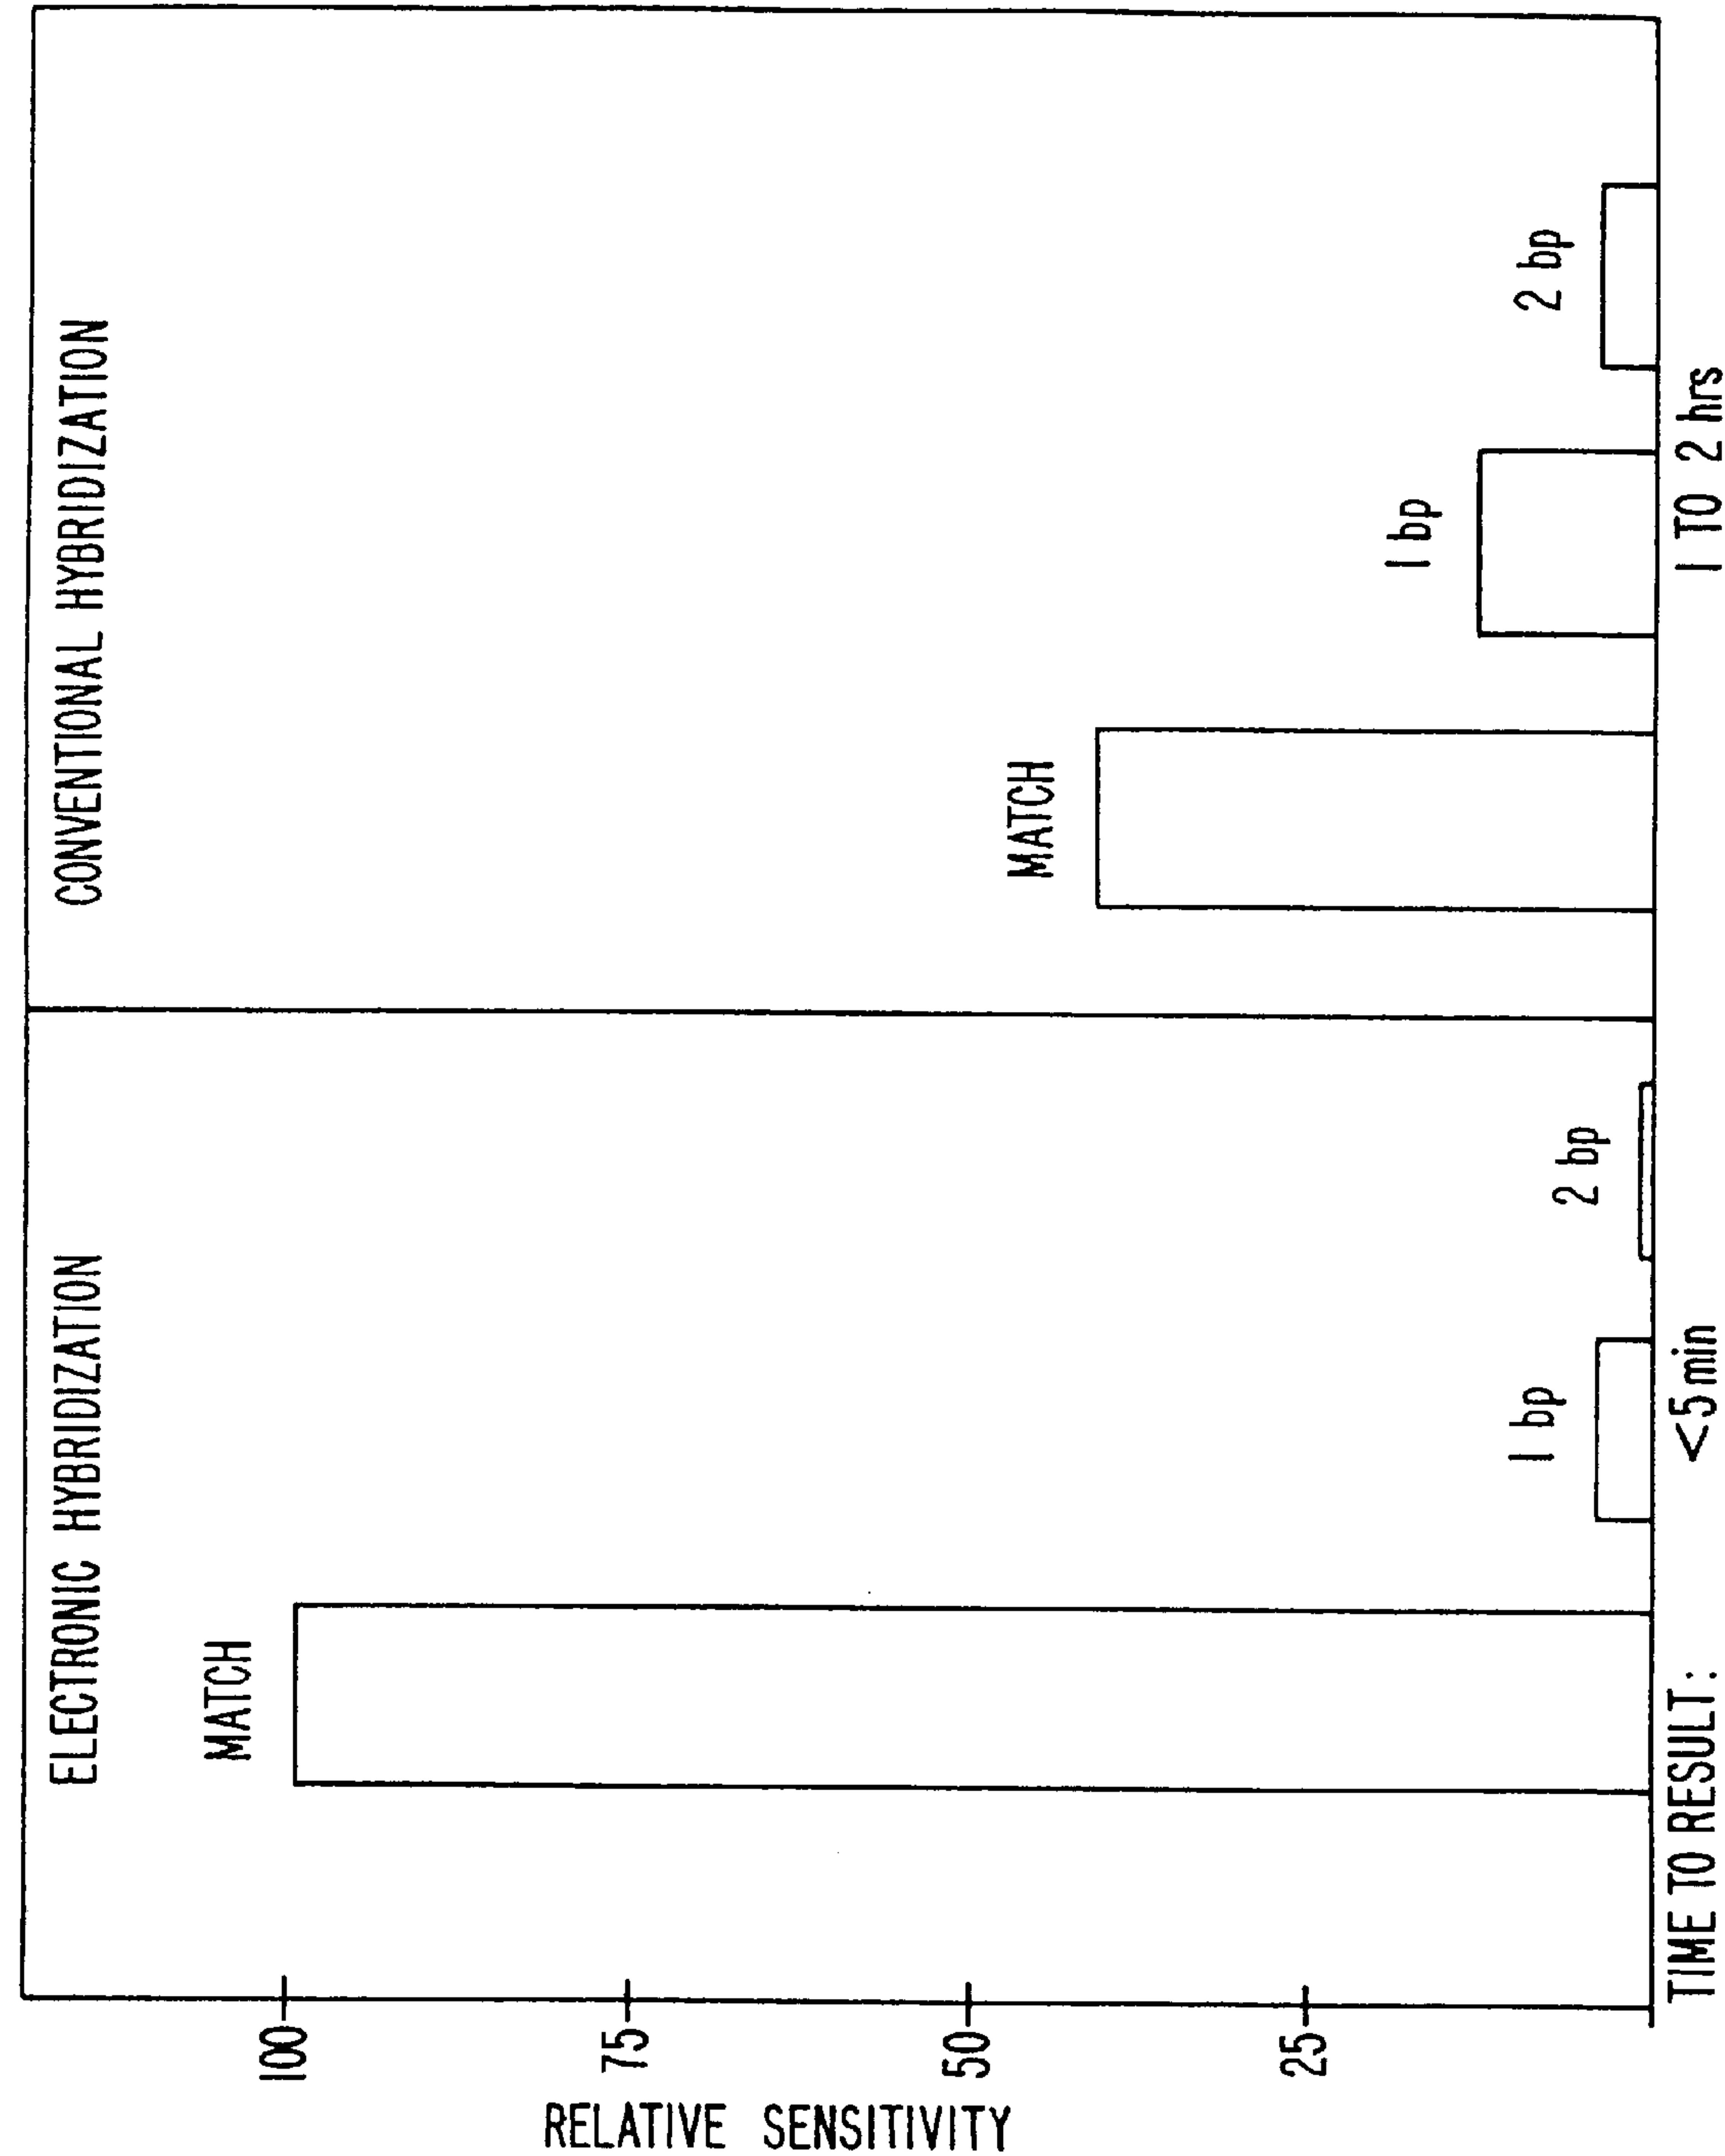 ELECTRONIC HYBRIDIZATION
CONVENTIONAL HYBRIDIZATION
RELATIVE SENSITIVITY
100
75
50
25
MATCH
1 bp
2 bp
MATCH
1 bp
2 bp
TIME TO RESULT: <5 min 1 TO 2 hrs